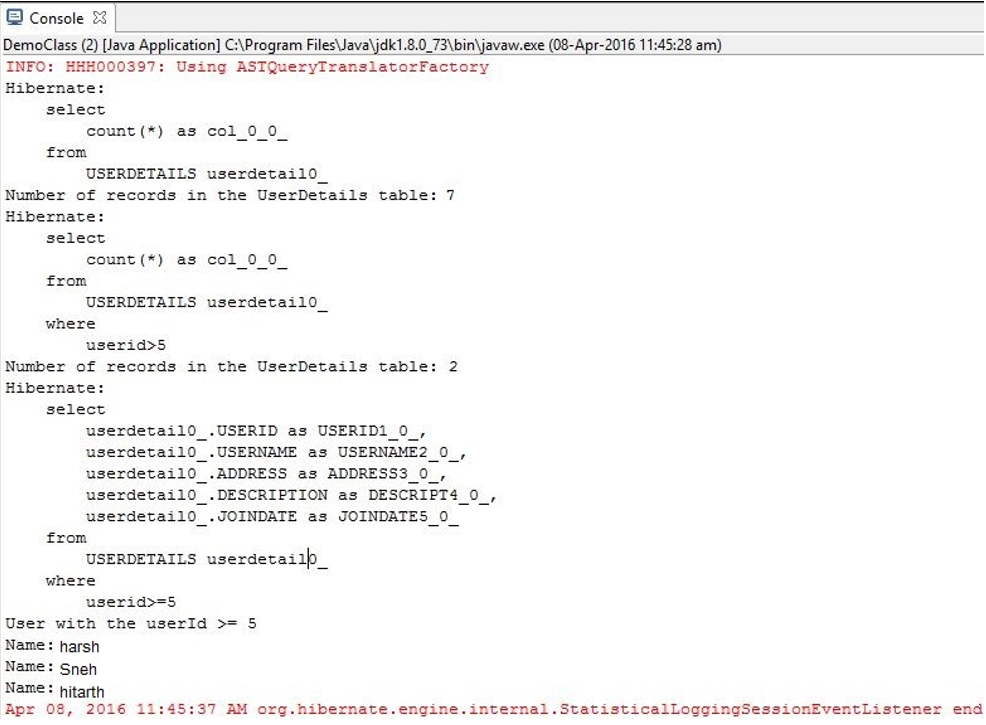 Console
DemoClass (2) [Java Application] C:\Program Files\Java\jdk1.8.0_73\bin\javaw.exe (08-Apr-2016 11:45:28 am)
INFO: HHH000397: Using ASTQueryTranslatorFactory
Hibernate:
    select
        count(*) as col_0_0_
    from
        USERDETAILS userdetail0_
Number of records in the UserDetails table: 7
Hibernate:
    select
        count(*) as col_0_0_
    from
        USERDETAILS userdetail0_
    where
        userid>5
Number of records in the UserDetails table: 2
Hibernate:
    select
        userdetail0_.USERID as USERID1_0_,
        userdetail0_.USERNAME as USERNAME2_0_,
        userdetail0_.ADDRESS as ADDRESS3_0_,
        userdetail0_.DESCRIPTION as DESCRIPT4_0_,
        userdetail0_.JOINDATE as JOINDATE5_0_
    from
        USERDETAILS userdetail0_
    where
        userid>=5
User with the userId >= 5
Name: harsh
Name: Sneh
Name: hitarth
Apr 08, 2016 11:45:37 AM org.hibernate.engine.internal.StatisticalLoggingSessionEventListener end